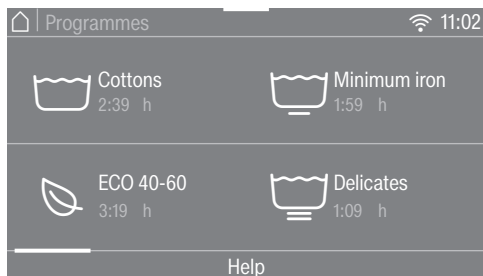 Programmes 11:02
Cottons
2:39 h
Minimum iron
1:59 h
ECO 40-60
3:19 h
Delicates
1:09 h
Help